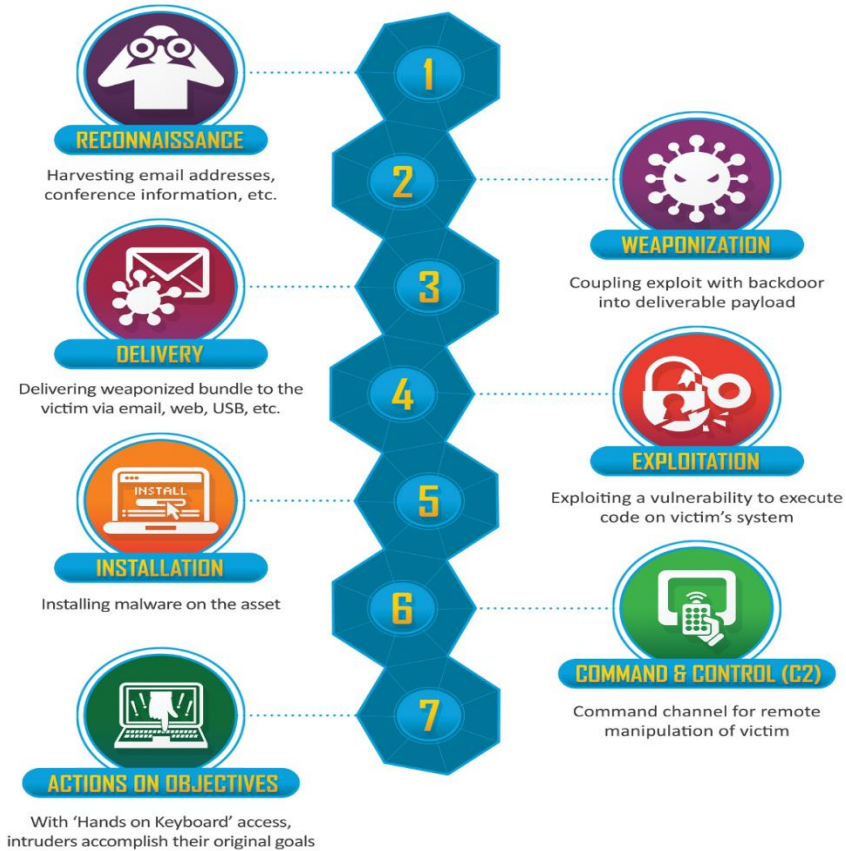 1
RECONNAISSANCE
Harvesting email addresses,
conference information, etc.
2
WEAPONIZATION
Coupling exploit with backdoor
into deliverable payload
3
DELIVERY
Delivering weaponized bundle to the
victim via email, web, USB, etc.
4
EXPLOITATION
Exploiting a vulnerability to execute
code on victim's system
5
INSTALL
INSTALLATION
Installing malware on the asset
6
COMMAND & CONTROL (C2)
Command channel for remote
manipulation of victim
7
ACTIONS ON OBJECTIVES
With 'Hands on Keyboard' access,
intruders accomplish their original goals